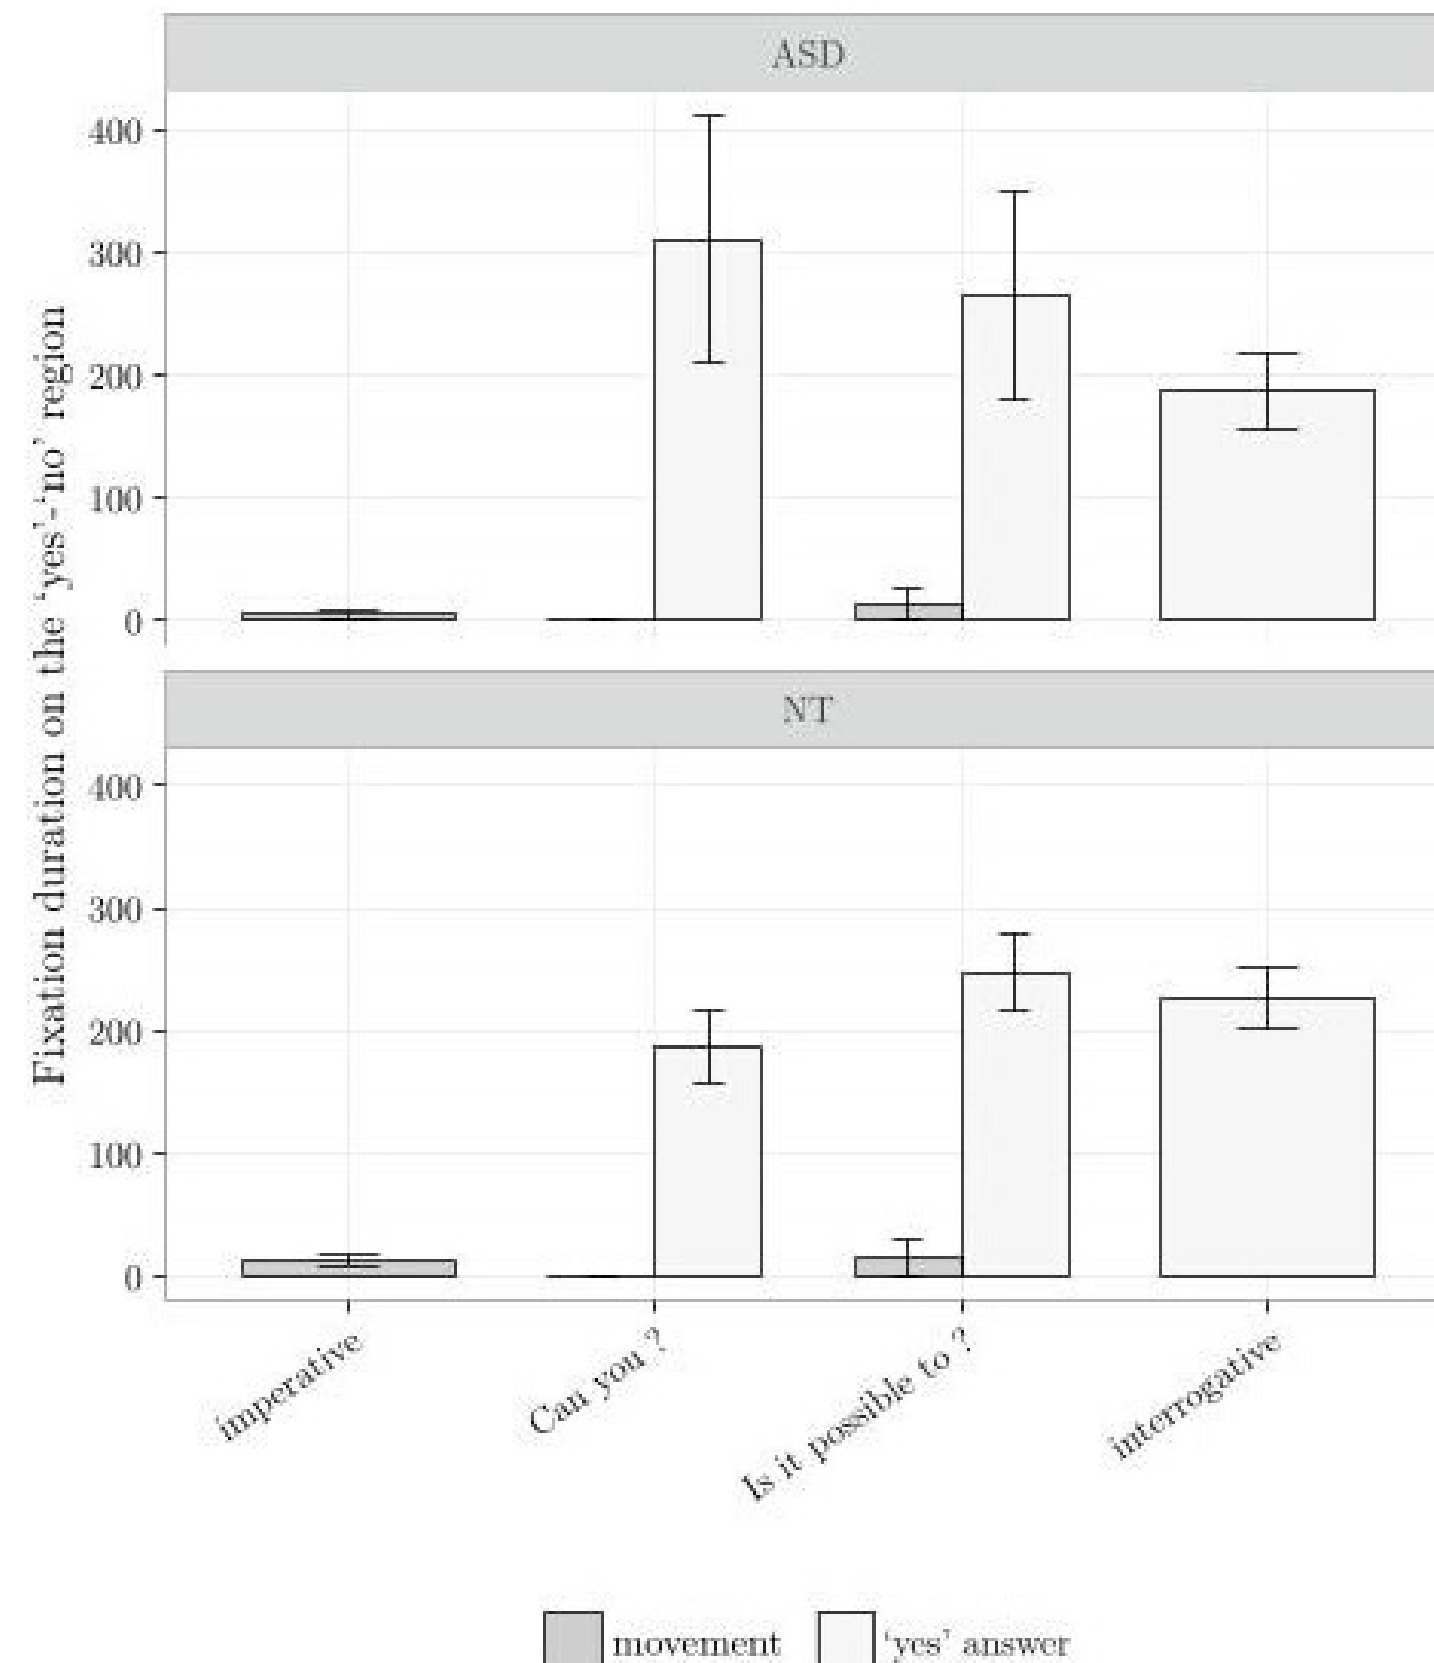 ASD
400
300
200
100
0
Fixation duration on the ‘yes’-‘no’ region
NT
400
300
200
100
0
imperative
Can you ?
Is it possible to ?
interrogative
movement
‘yes’ answer